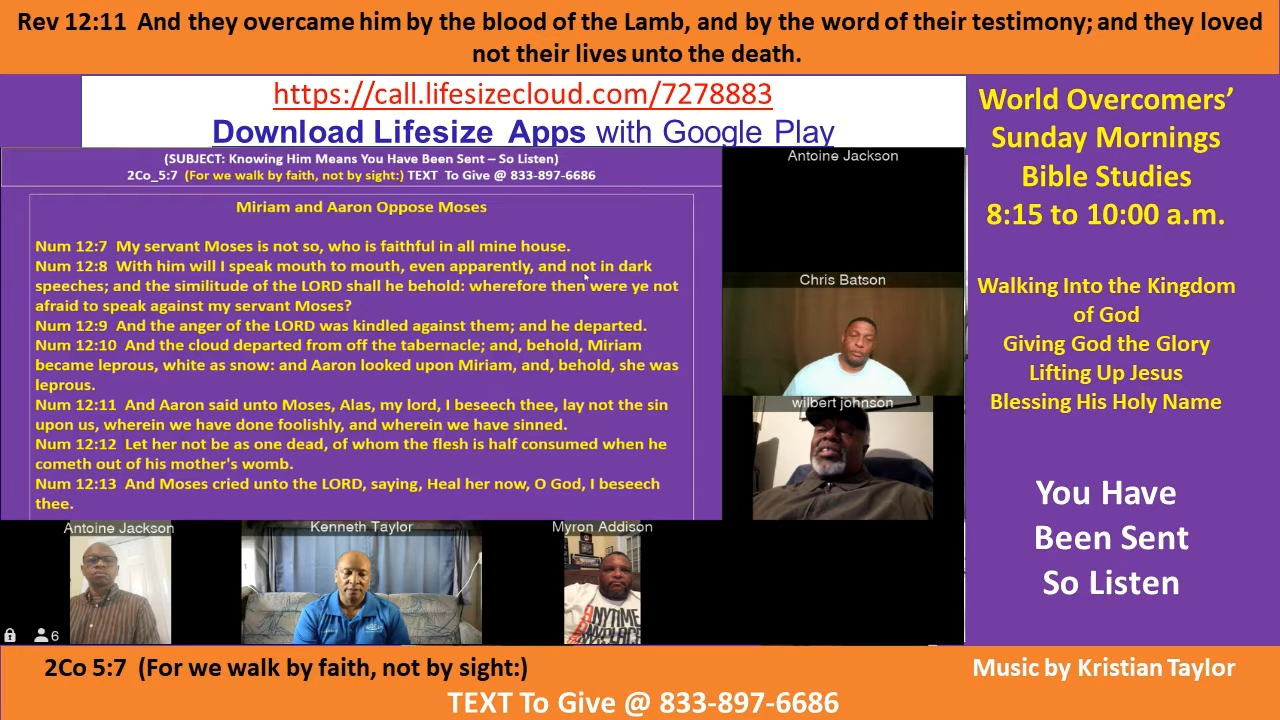 Rev 12:11  And they overcame him by the blood of the Lamb, and by the word of their testimony; and they loved
not their lives unto the death.
https://call.lifesizecloud.com/7278883
Download Lifesize Apps with Google Play
(SUBJECT: Knowing Him Means You Have Been Sent – So Listen)
2Co_5:7  (For we walk by faith, not by sight:) TEXT  To Give @ 833-897-6686
Miriam and Aaron Oppose Moses
Num 12:7  My servant Moses is not so, who is faithful in all mine house.
Num 12:8  With him will I speak mouth to mouth, even apparently, and not in dark
speeches; and the similitude of the LORD shall he behold: wherefore then were ye not
afraid to speak against my servant Moses?
Num 12:9  And the anger of the LORD was kindled against them; and he departed.
Num 12:10  And the cloud departed from off the tabernacle; and, behold, Miriam
became leprous, white as snow: and Aaron looked upon Miriam, and, behold, she was
leprous.
Num 12:11  And Aaron said unto Moses, Alas, my lord, I beseech thee, lay not the sin
upon us, wherein we have done foolishly, and wherein we have sinned.
Num 12:12  Let her not be as one dead, of whom the flesh is half consumed when he
cometh out of his mother's womb.
Num 12:13  And Moses cried unto the LORD, saying, Heal her now, O God, I beseech
thee.
Antoine Jackson
Chris Batson
wilbert johnson
Antoine Jackson
Kenneth Taylor
Myron Addison
ANYTIME
6
World Overcomers’
Sunday Mornings
Bible Studies
8:15 to 10:00 a.m.
Walking Into the Kingdom
of God
Giving God the Glory
Lifting Up Jesus
Blessing His Holy Name
You Have
Been Sent
So Listen
2Co 5:7  (For we walk by faith, not by sight:)
Music by Kristian Taylor
TEXT To Give @ 833-897-6686